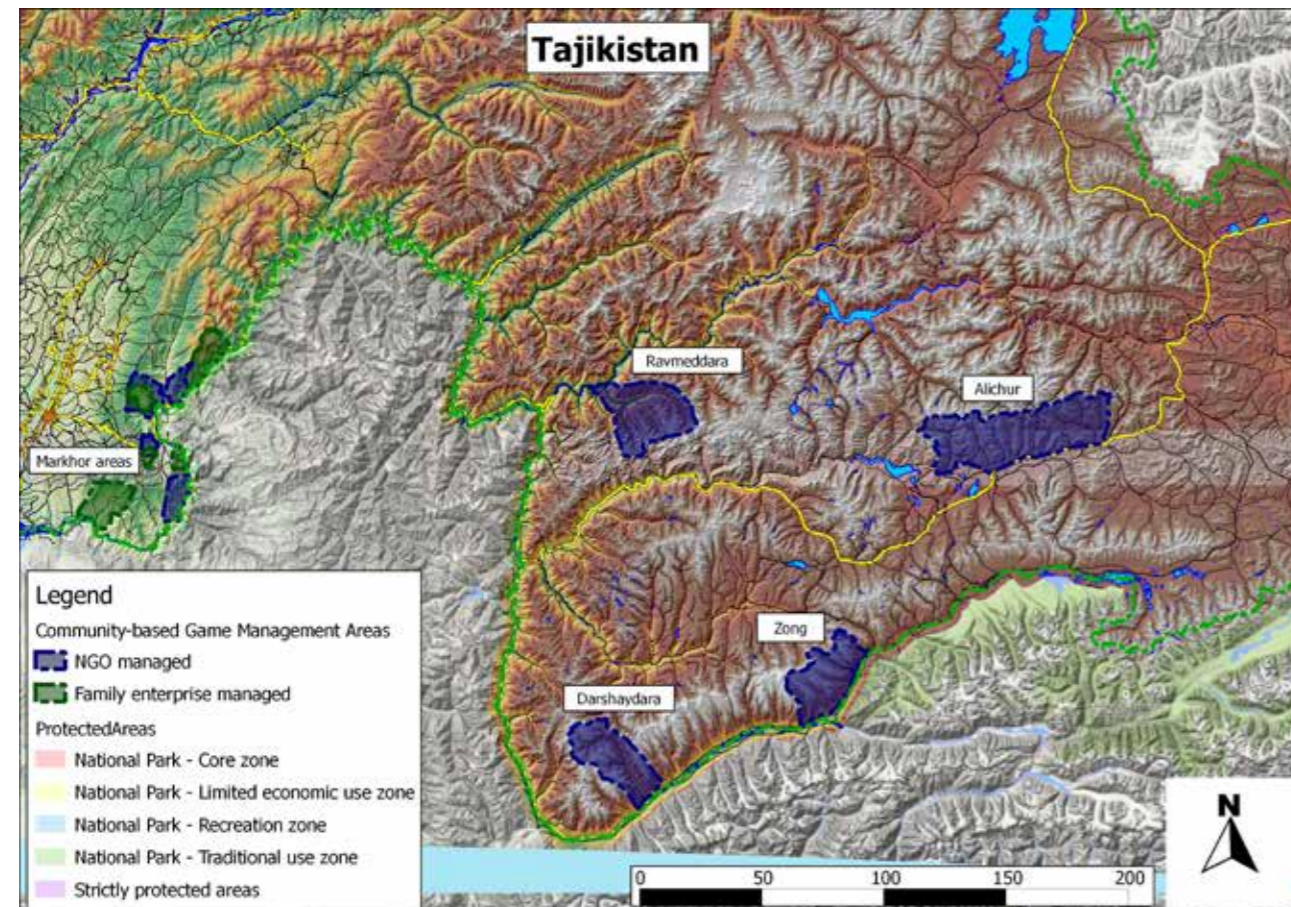 Tajikistan
Ravmeddara
Alichur
Markhor areas
Zong
Darshaydara
Legend
Community-based Game Management Areas
NGO managed
Family enterprise managed
ProtectedAreas
National Park - Core zone
National Park - Limited economic use zone
National Park - Recreation zone
National Park - Traditional use zone
Strictly protected areas
N
0 50 100 150 200